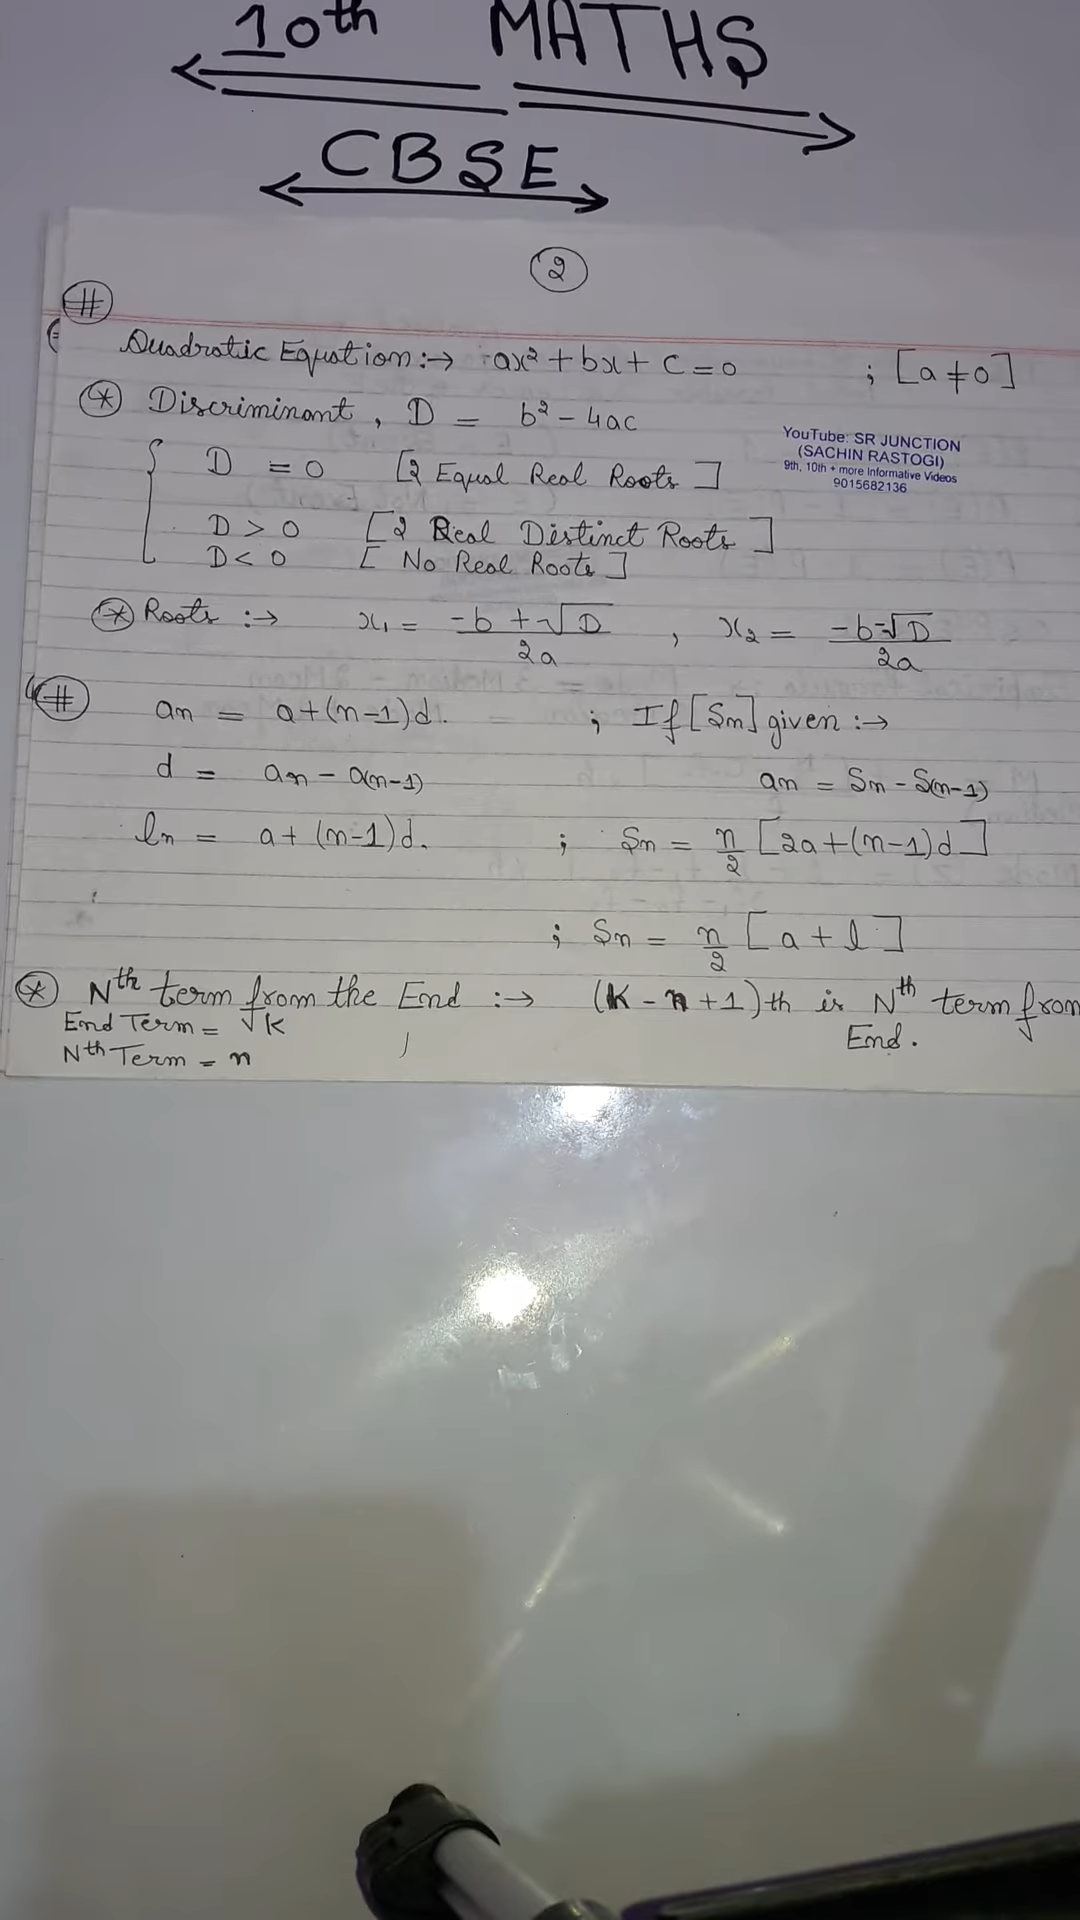 10th MATHS
CBSE
2
# Quadratic Equation :→ ax² + bx + c = 0 ; [a ≠ 0]
* Discriminant, D = b² - 4ac
YouTube: SR JUNCTION
(SACHIN RASTOGI)
9th, 10th + more Informative Videos
9015682136
D = 0 [2 Equal Real Roots]
D > 0 [2 Real Distinct Roots]
D < 0 [No Real Roots]
* Roots :→ x₁ = (-b + √D)/2a , x₂ = (-b - √D)/2a
# an = a + (n-1)d. ; If [Sn] given :→
d = an - a(n-1) an = Sn - S(n-1)
ln = a + (n-1)d. ; Sn = n/2 [2a + (n-1)d]
; Sn = n/2 [a + l]
* Nth term from the End :→ (K - n + 1)th is Nth term from
End Term = K End.
Nth Term = n